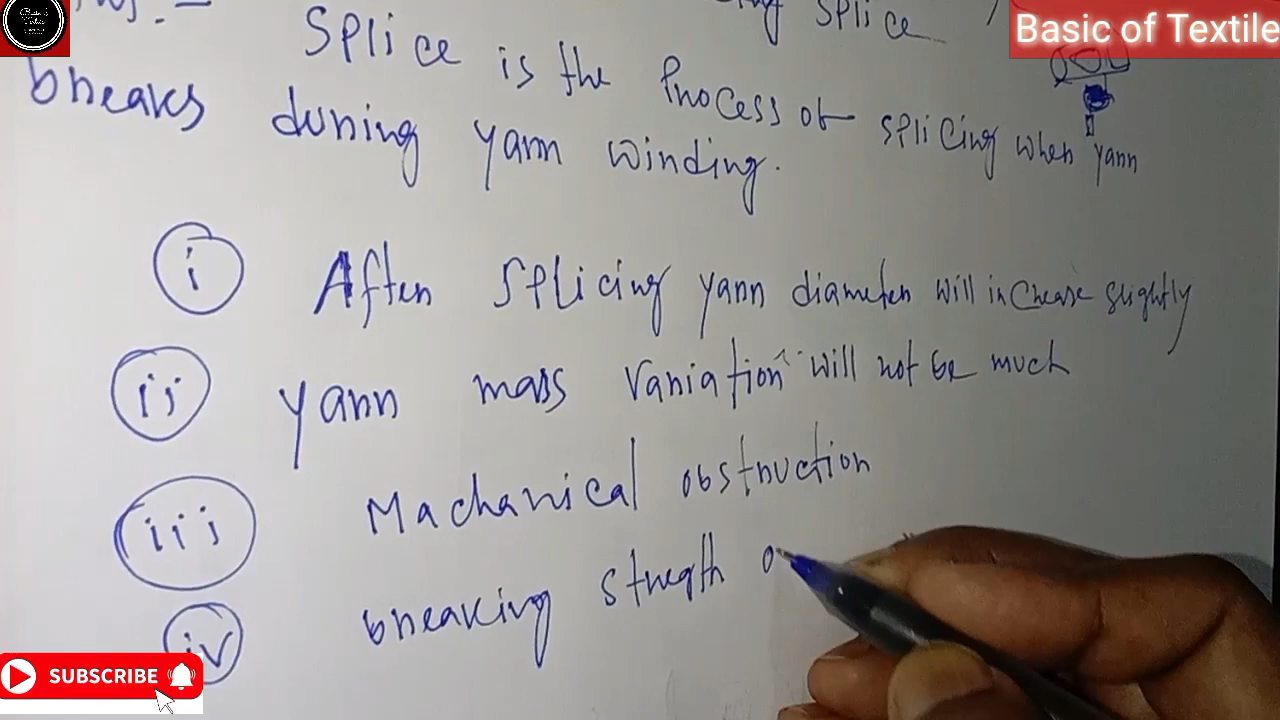 Splice
Basic of Textile
Splice is the Process of splicing when yarn
breaks during yarn winding.
i After splicing yarn diameter will increase slightly
ii yarn mass variation will not be much
iii Machanical obstruction
iv breaking stregth o
SUBSCRIBE